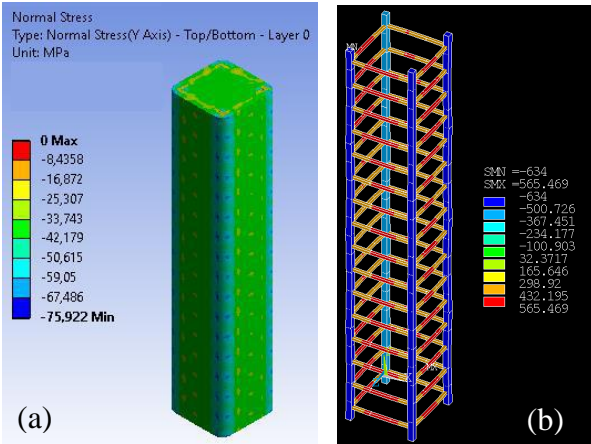 Normal Stress
Type: Normal Stress(Y Axis) - Top/Bottom - Layer 0
Unit: MPa
0 Max
-8,4358
-16,872
-25,307
-33,743
-42,179
-50,615
-59,05
-67,486
-75,922 Min
(a)
MN
SMN =-634
SMX =565.469
-634
-500.726
-367.451
-234.177
-100.903
32.3717
165.646
298.92
432.195
565.469
X
MX
(b)